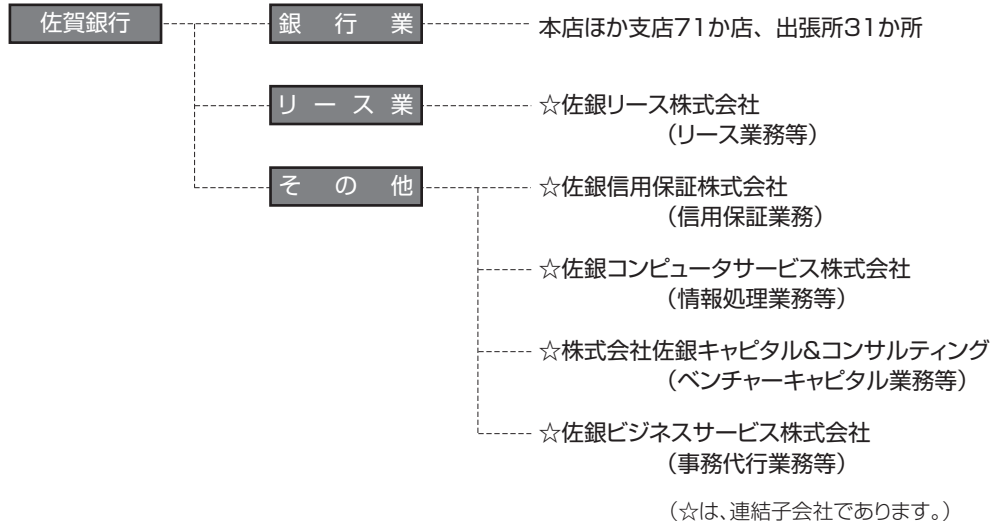 佐賀銀行 銀行業 本店ほか支店71か店、出張所31か所
リース業 ☆佐銀リース株式会社
（リース業務等）
その他 ☆佐銀信用保証株式会社
（信用保証業務）
☆佐銀コンピュータサービス株式会社
（情報処理業務等）
☆株式会社佐銀キャピタル&コンサルティング
（ベンチャーキャピタル業務等）
☆佐銀ビジネスサービス株式会社
（事務代行業務等）
（☆は、連結子会社であります。）